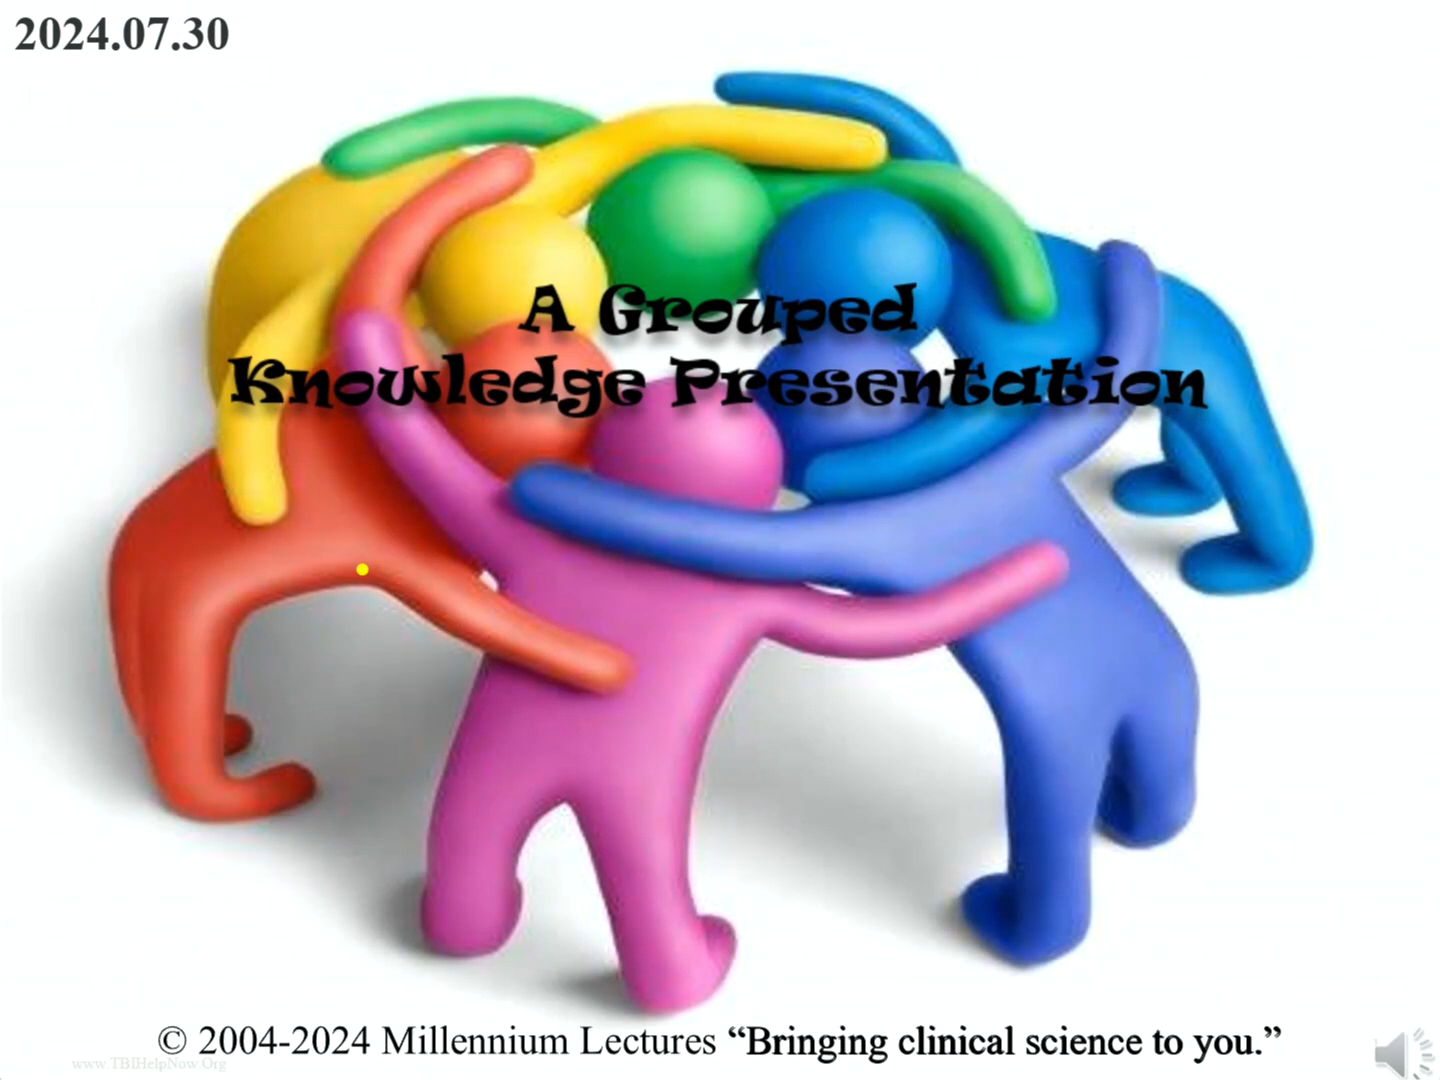 2024.07.30
A Grouped
Knowledge Presentation
© 2004-2024 Millennium Lectures “Bringing clinical science to you.”
www.TBIHelpNow.Org